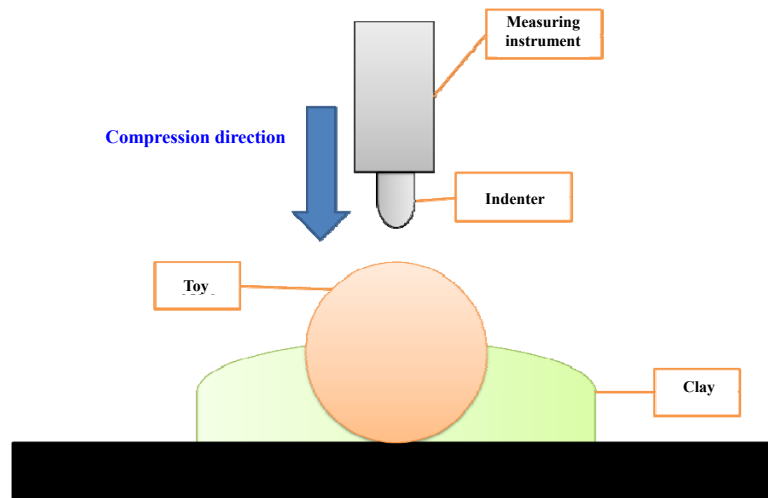 Measuring
instrument
Compression direction
Indenter
Toy
Clay